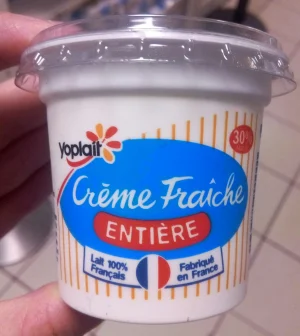 Yoplait
30%
Crème Fraîche
ENTIÈRE
Lait 100%
Français
Fabriqué
en France